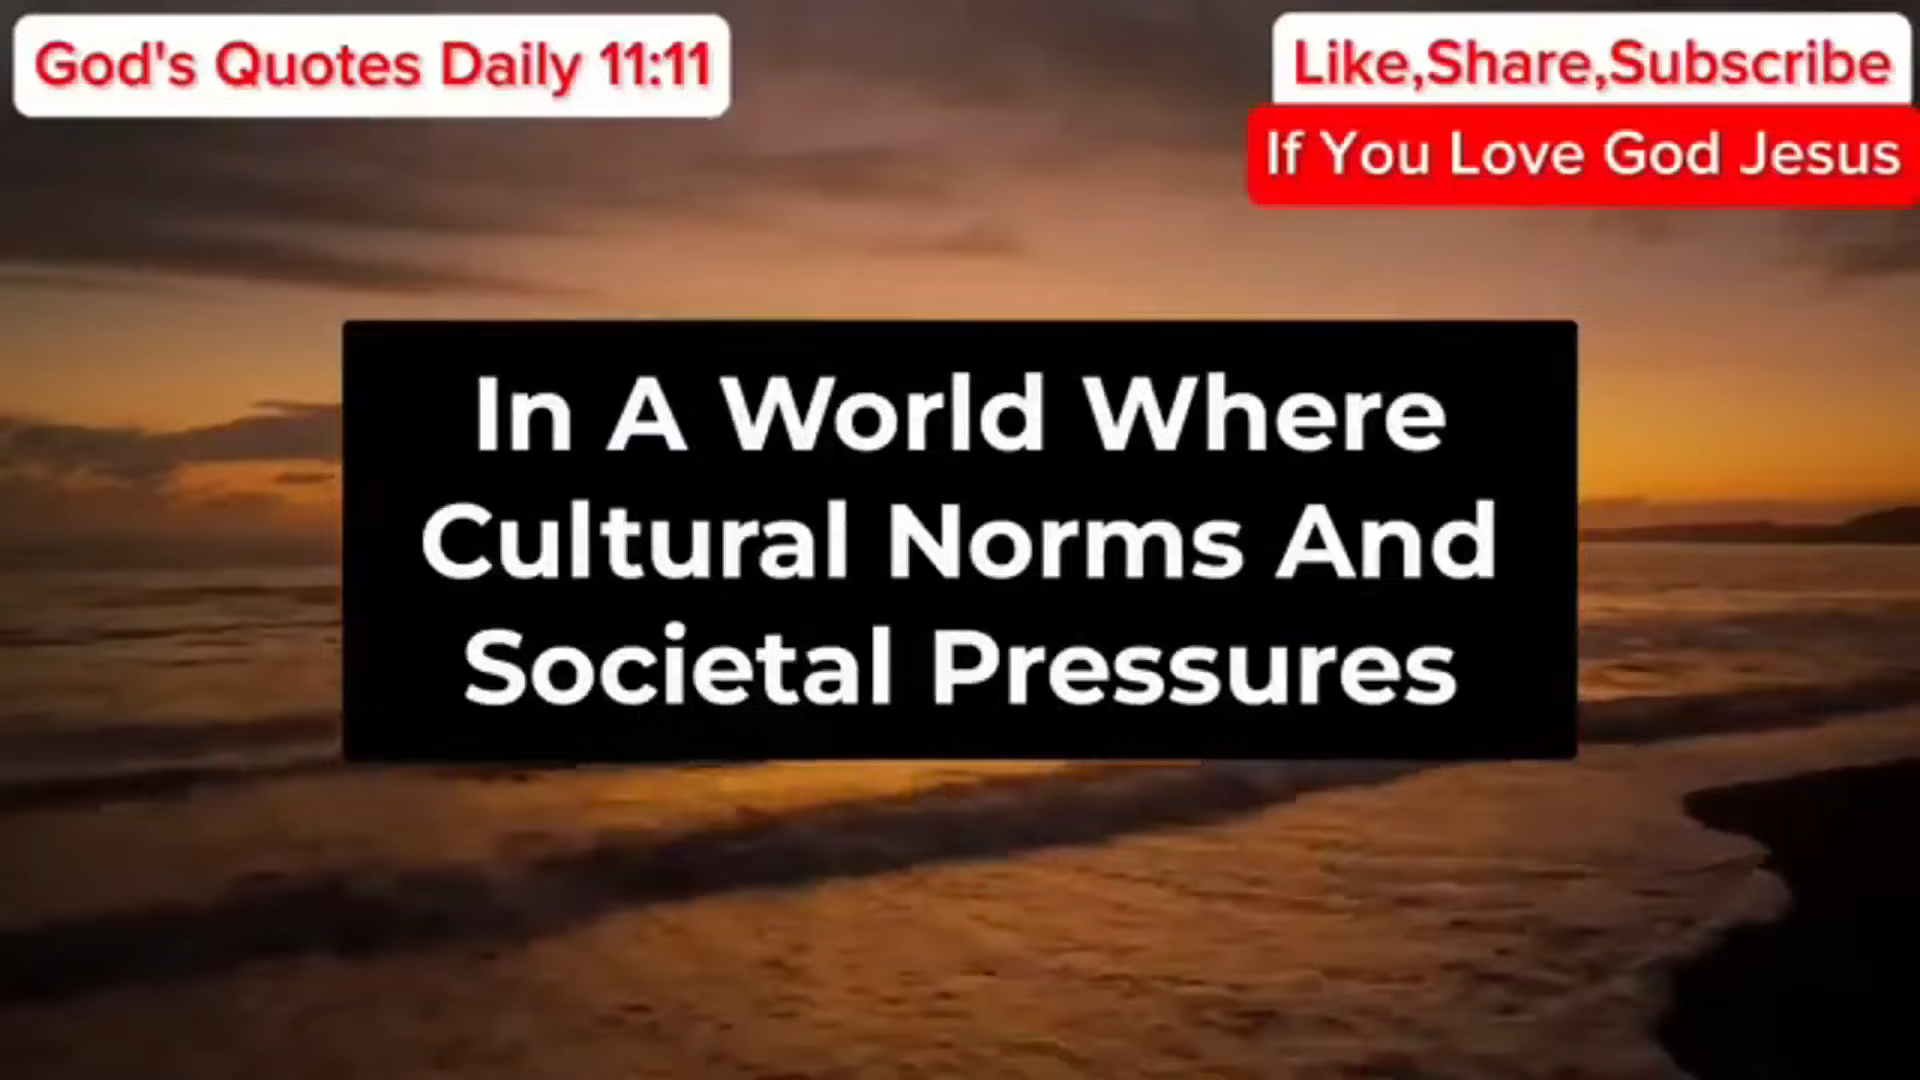 God's Quotes Daily 11:11
Like,Share,Subscribe
If You Love God Jesus
In A World Where
Cultural Norms And
Societal Pressures